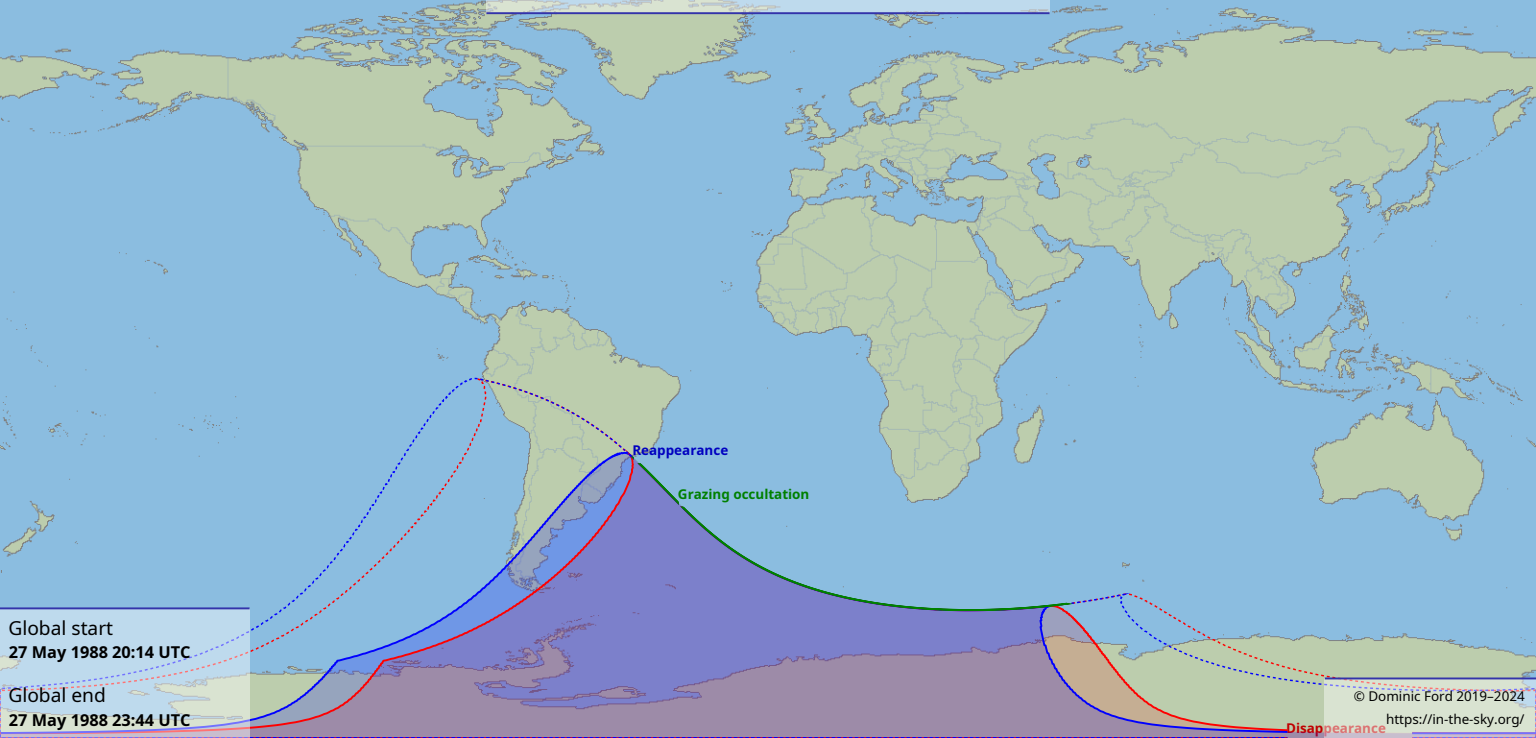 Reappearance
Grazing occultation
Global start
27 May 1988 20:14 UTC
Global end
27 May 1988 23:44 UTC
© Dominic Ford 2019–2024
https://in-the-sky.org/
Disappearance